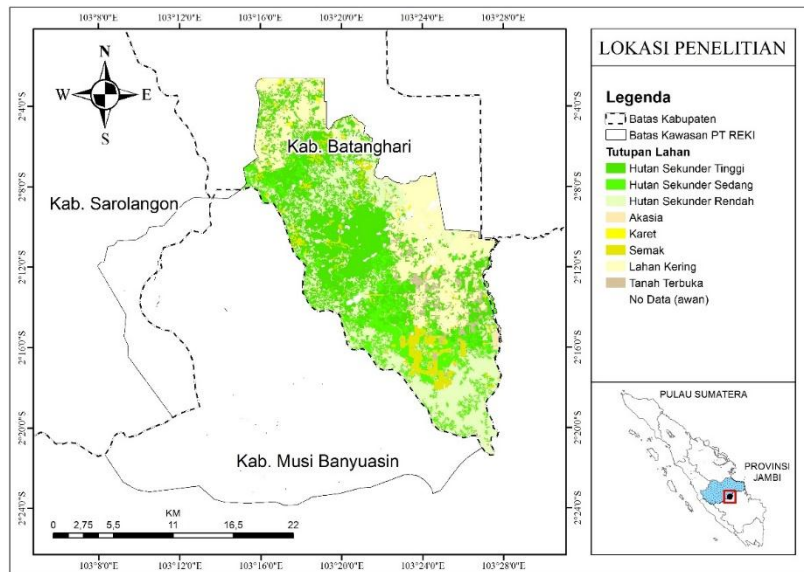 103°8'0"E 103°12'0"E 103°16'0"E 103°20'0"E 103°24'0"E 103°28'0"E
LOKASI PENELITIAN
N
W E
S
2°4'0"S 2°4'0"S
2°8'0"S 2°8'0"S
2°12'0"S 2°12'0"S
2°16'0"S 2°16'0"S
2°20'0"S 2°20'0"S
2°24'0"S 2°24'0"S
Kab. Batanghari
Kab. Sarolangon
Kab. Musi Banyuasin
KM
0 2,75 5,5 11 16,5 22
103°8'0"E 103°12'0"E 103°16'0"E 103°20'0"E 103°24'0"E 103°28'0"E
Legenda
Batas Kabupaten
Batas Kawasan PT REKI
Tutupan Lahan
Hutan Sekunder Tinggi
Hutan Sekunder Sedang
Hutan Sekunder Rendah
Akasia
Karet
Semak
Lahan Kering
Tanah Terbuka
No Data (awan)
PULAU SUMATERA
PROVINSI
JAMBI